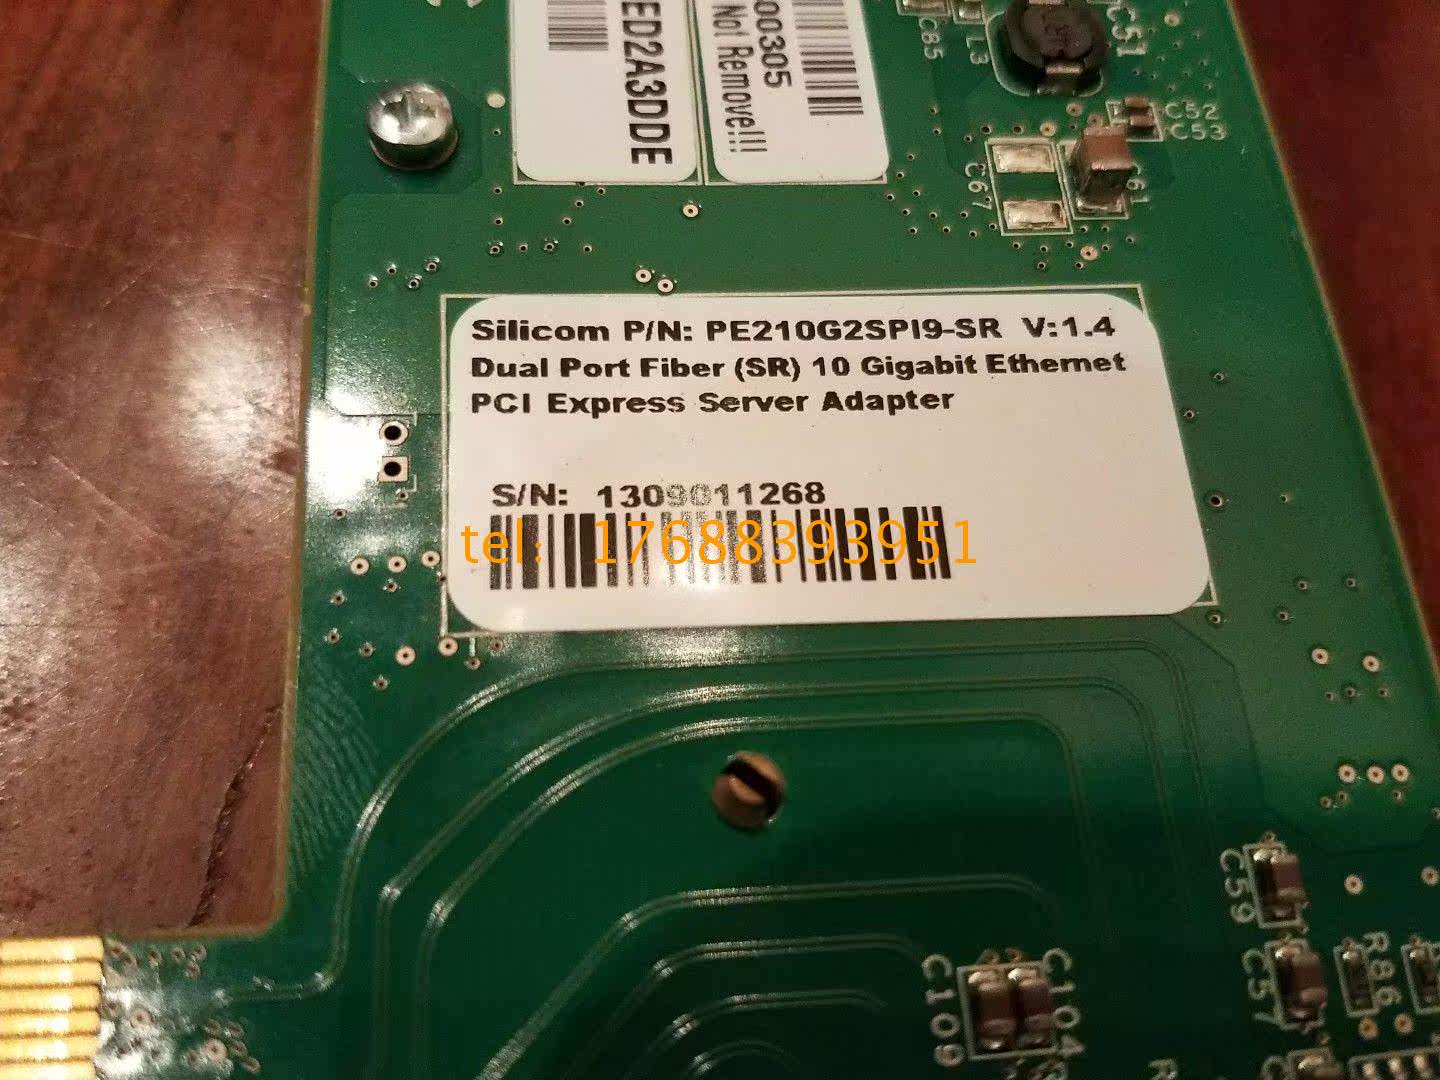 ED2A3DDE
00305
Not Remove!!!
C85
L3
C51
C52
C53
C67
C61
Silicom P/N: PE210G2SPI9-SR V:1.4
Dual Port Fiber (SR) 10 Gigabit Ethernet
PCI Express Server Adapter
S/N: 1309011268
tel: 17688393951
C59
C57
R86
C109
C104